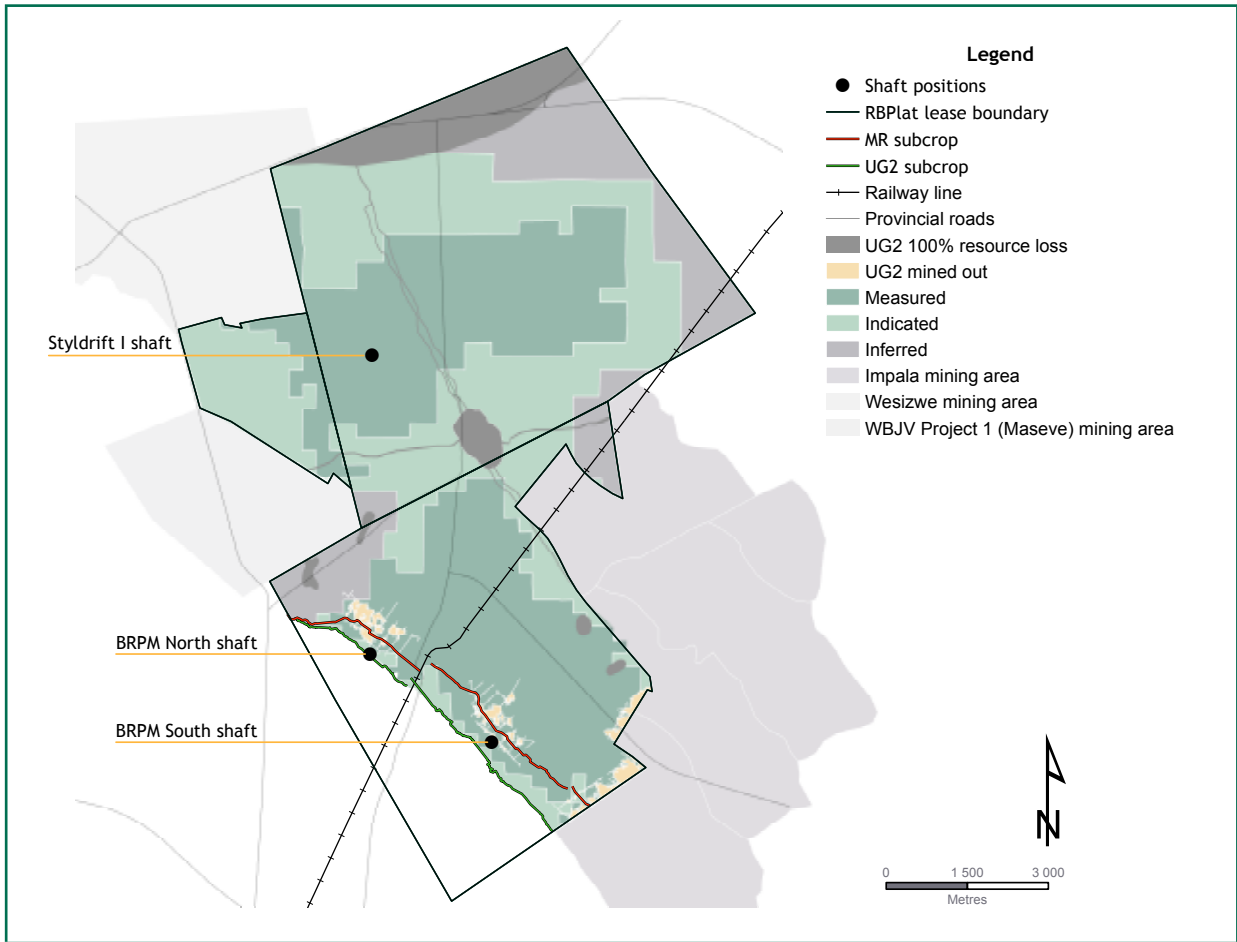 Legend
Shaft positions
RBPlat lease boundary
MR subcrop
UG2 subcrop
Railway line
Provincial roads
UG2 100% resource loss
UG2 mined out
Measured
Indicated
Inferred
Impala mining area
Wesizwe mining area
WBJV Project 1 (Maseve) mining area
Styldrift I shaft
BRPM North shaft
BRPM South shaft
N
0 1 500 3 000
Metres